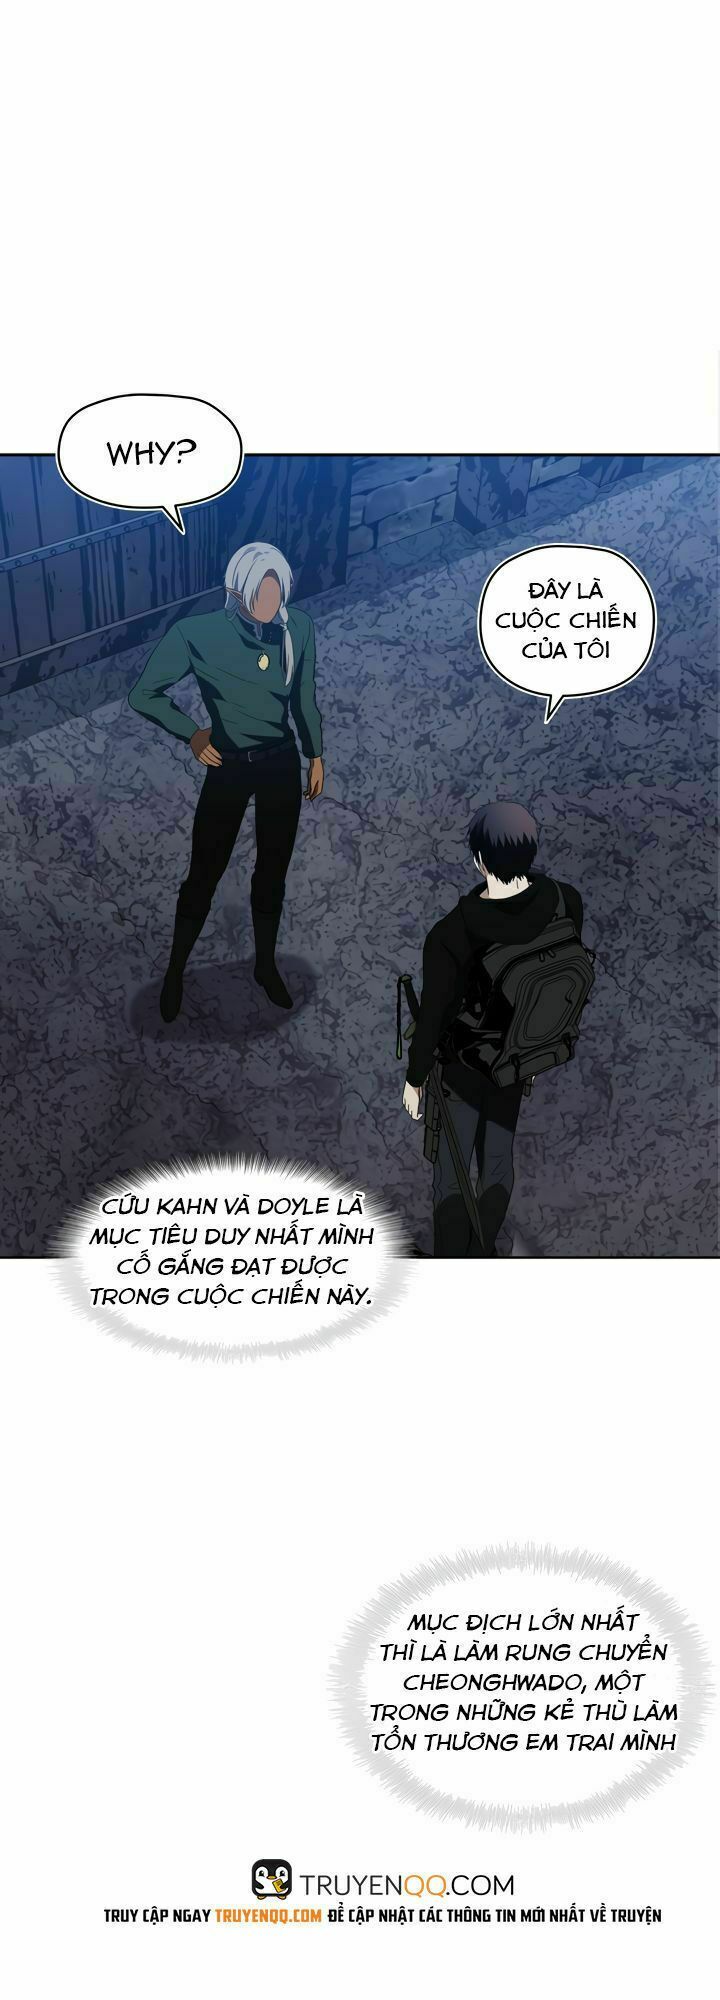 WHY?
ĐÂY LÀ
CUỘC CHIẾN
CỦA TÔI
CỨU KAHN VÀ DOYLE LÀ
MỤC TIÊU DUY NHẤT MÌNH
CỐ GẮNG ĐẠT ĐƯỢC
TRONG CUỘC CHIẾN NÀY.
MỤC ĐỊCH LỚN NHẤT
THÌ LÀ LÀM RUNG CHUYỂN
CHEONGHWADO, MỘT
TRONG NHỮNG KẺ THÙ LÀM
TỔN THƯƠNG EM TRAI MÌNH
TRUYENQQ.COM
TRUY CẬP NGAY TRUYENQQ.COM ĐỂ CẬP NHẬT CÁC THÔNG TIN MỚI NHẤT VỀ TRUYỆN